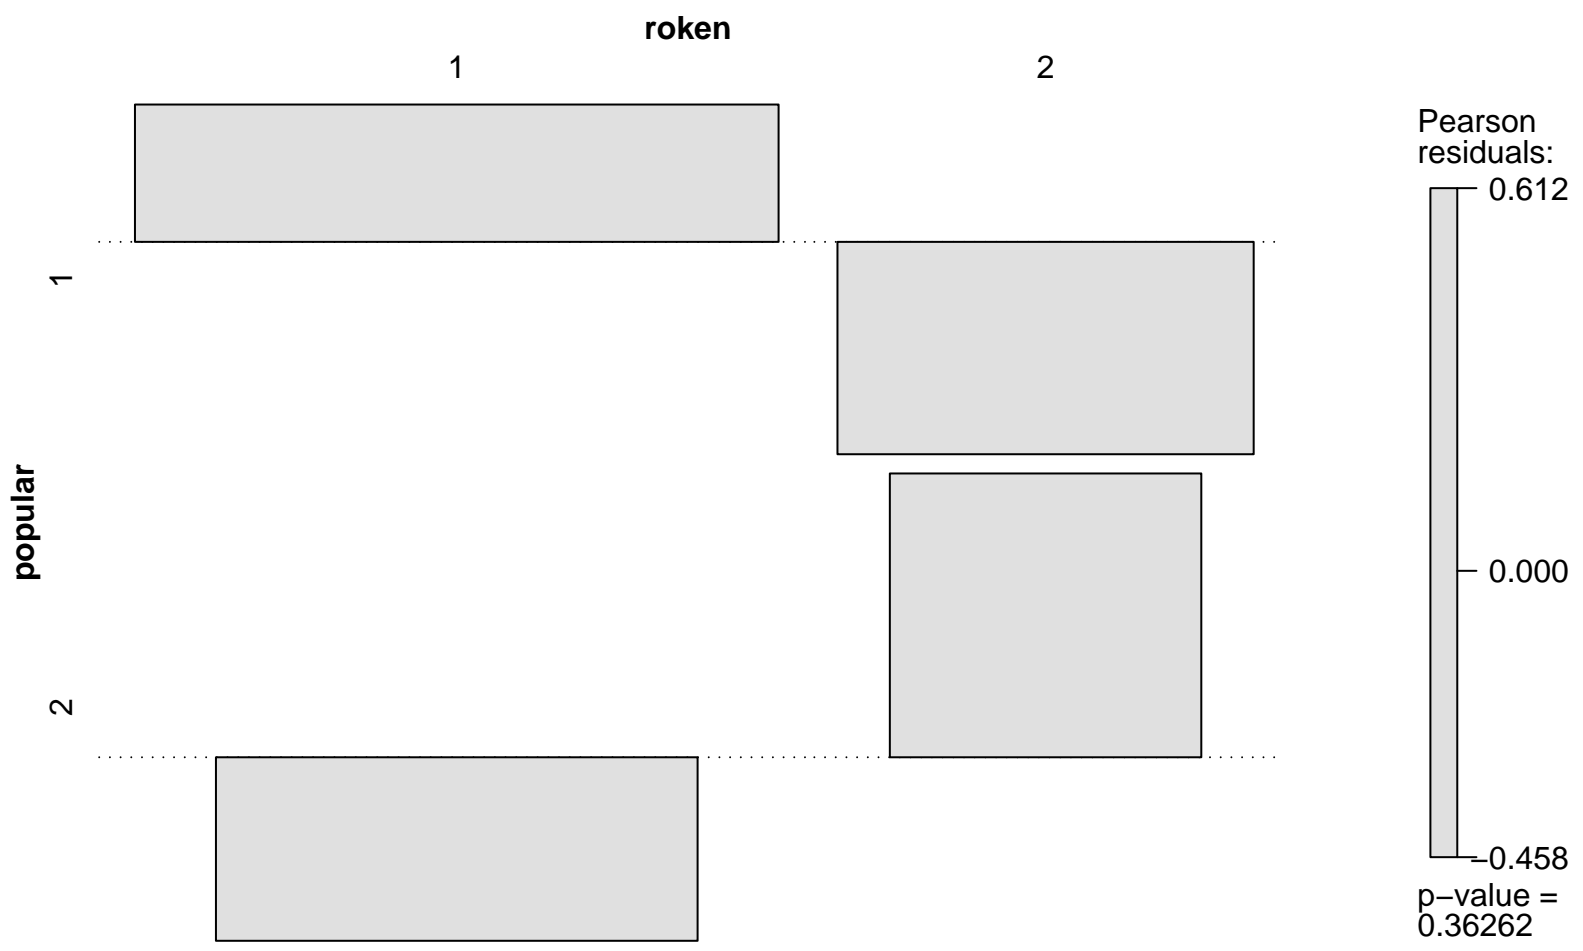 roken
1 2
Pearson
residuals:
0.612
1
popular
0.000
2
−0.458
p−value =
0.36262